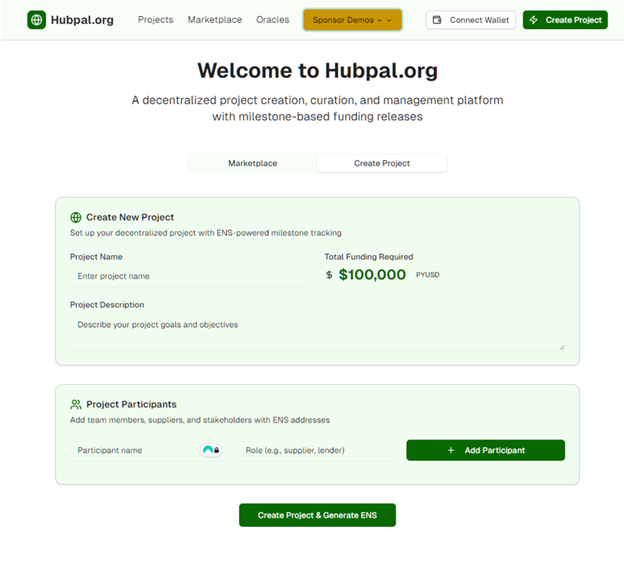 Hubpal.org Projects Marketplace Oracles Sponsor Demos Connect Wallet Create Project
Welcome to Hubpal.org
A decentralized project creation, curation, and management platform
with milestone-based funding releases
Marketplace Create Project
Create New Project
Set up your decentralized project with ENS-powered milestone tracking
Project Name Total Funding Required
Enter project name $ $100,000 PYUSD
Project Description
Describe your project goals and objectives
Project Participants
Add team members, suppliers, and stakeholders with ENS addresses
Participant name Role (e.g., supplier, lender) + Add Participant
Create Project & Generate ENS